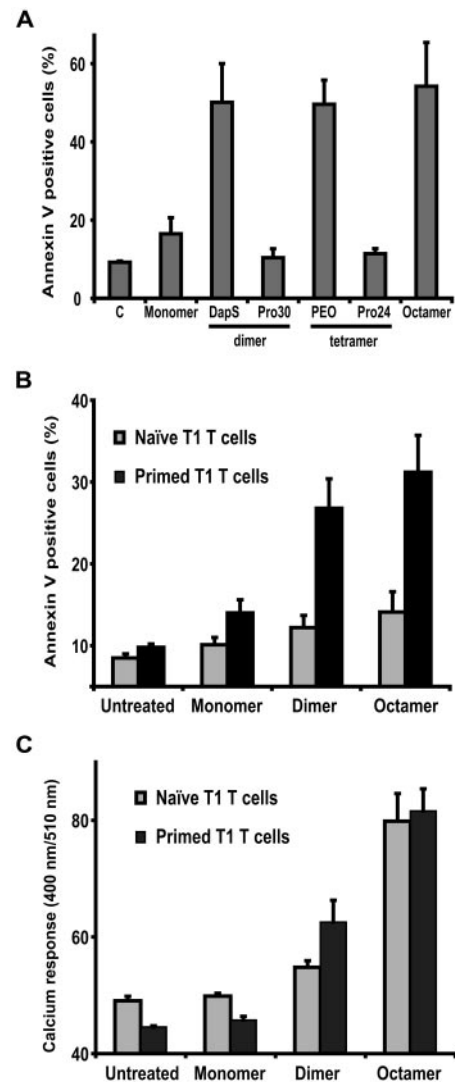 A
Annexin V positive cells (%)
60
40
20
0
C Monomer DapS Pro30 PEO Pro24 Octamer
dimer tetramer
B
Annexin V positive cells (%)
40
30
20
10
Naïve T1 T cells
Primed T1 T cells
Untreated Monomer Dimer Octamer
C
Calcium response (400 nm/510 nm)
80
60
40
Naïve T1 T cells
Primed T1 T cells
Untreated Monomer Dimer Octamer